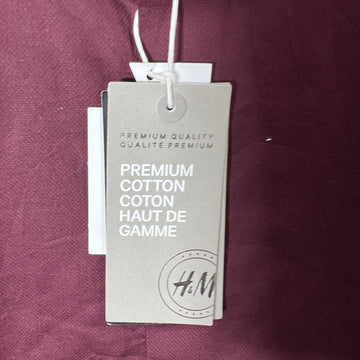 PREMIUM QUALITY
QUALITÉ PREMIUM
PREMIUM
COTTON
COTON
HAUT DE
GAMME
H&M